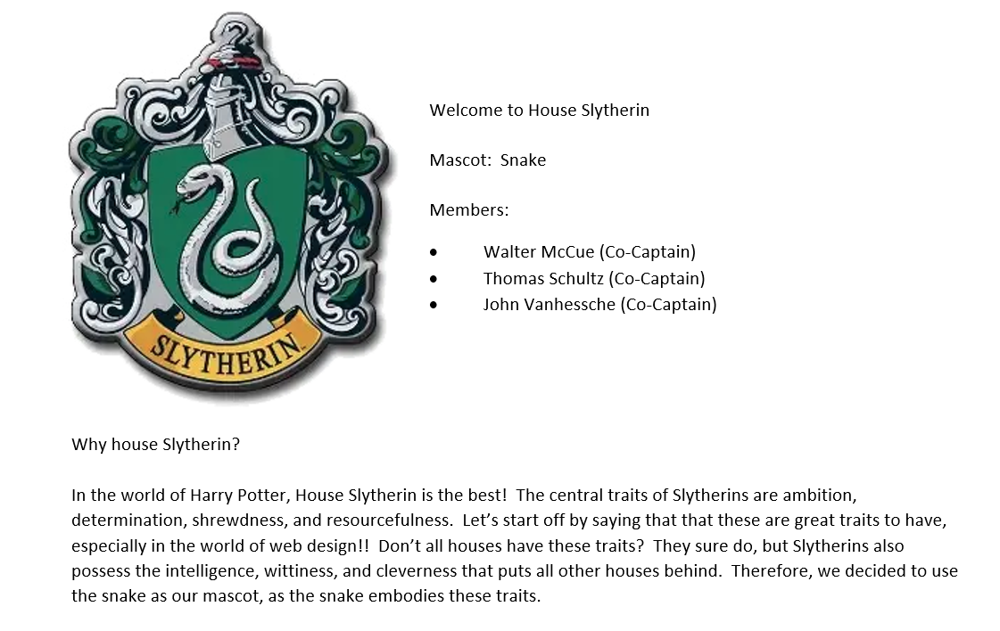 Welcome to House Slytherin
Mascot:  Snake
Members:
• Walter McCue (Co-Captain)
• Thomas Schultz (Co-Captain)
• John Vanhessche (Co-Captain)
SLYTHERIN
Why house Slytherin?
In the world of Harry Potter, House Slytherin is the best!  The central traits of Slytherins are ambition,
determination, shrewdness, and resourcefulness.  Let’s start off by saying that that these are great traits to have,
especially in the world of web design!!  Don’t all houses have these traits?  They sure do, but Slytherins also
possess the intelligence, wittiness, and cleverness that puts all other houses behind.  Therefore, we decided to use
the snake as our mascot, as the snake embodies these traits.